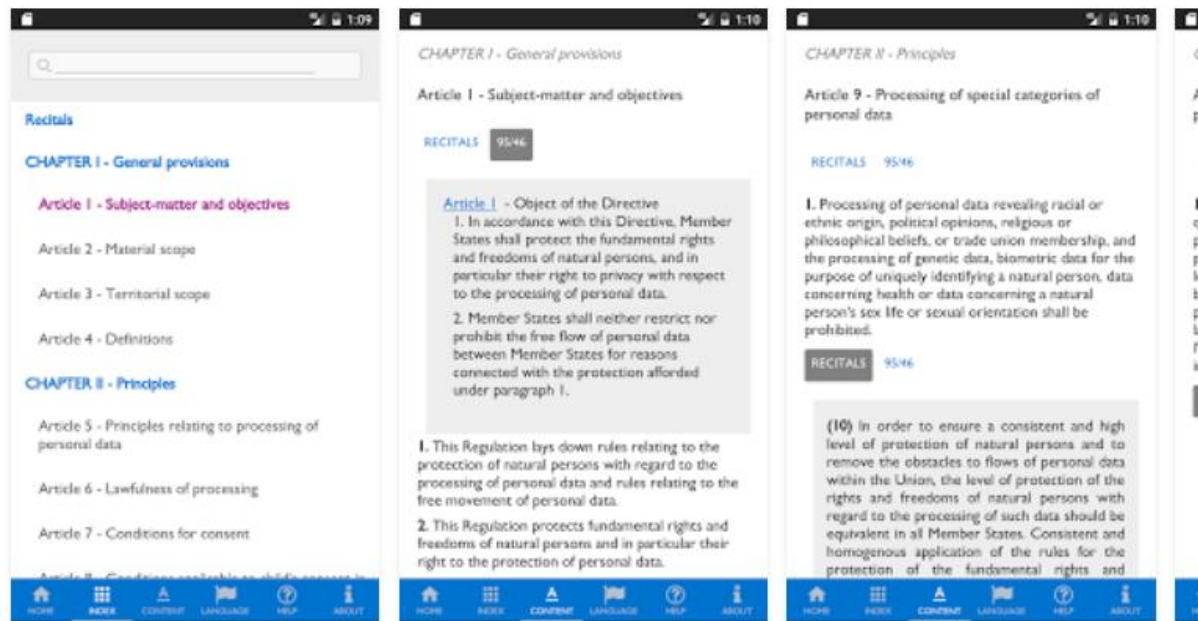 1:09
Recitals
CHAPTER I - General provisions
Article 1 - Subject-matter and objectives
Article 2 - Material scope
Article 3 - Territorial scope
Article 4 - Definitions
CHAPTER II - Principles
Article 5 - Principles relating to processing of
personal data
Article 6 - Lawfulness of processing
Article 7 - Conditions for consent
HOME INDEX CONTENT LANGUAGE HELP ABOUT
1:10
CHAPTER I - General provisions
Article 1 - Subject-matter and objectives
RECITALS 95/46
Article 1 - Object of the Directive
1. In accordance with this Directive, Member
States shall protect the fundamental rights
and freedoms of natural persons, and in
particular their right to privacy with respect
to the processing of personal data.
2. Member States shall neither restrict nor
prohibit the free flow of personal data
between Member States for reasons
connected with the protection afforded
under paragraph 1.
1. This Regulation lays down rules relating to the
protection of natural persons with regard to the
processing of personal data and rules relating to the
free movement of personal data.
2. This Regulation protects fundamental rights and
freedoms of natural persons and in particular their
right to the protection of personal data.
HOME INDEX CONTENT LANGUAGE HELP ABOUT
1:10
CHAPTER II - Principles
Article 9 - Processing of special categories of
personal data
RECITALS 95/46
1. Processing of personal data revealing racial or
ethnic origin, political opinions, religious or
philosophical beliefs, or trade union membership, and
the processing of genetic data, biometric data for the
purpose of uniquely identifying a natural person, data
concerning health or data concerning a natural
person's sex life or sexual orientation shall be
prohibited.
RECITALS 95/46
(10) In order to ensure a consistent and high
level of protection of natural persons and to
remove the obstacles to flows of personal data
within the Union, the level of protection of the
rights and freedoms of natural persons with
regard to the processing of such data should be
equivalent in all Member States. Consistent and
homogenous application of the rules for the
protection of the fundamental rights and
HOME INDEX CONTENT LANGUAGE HELP ABOUT